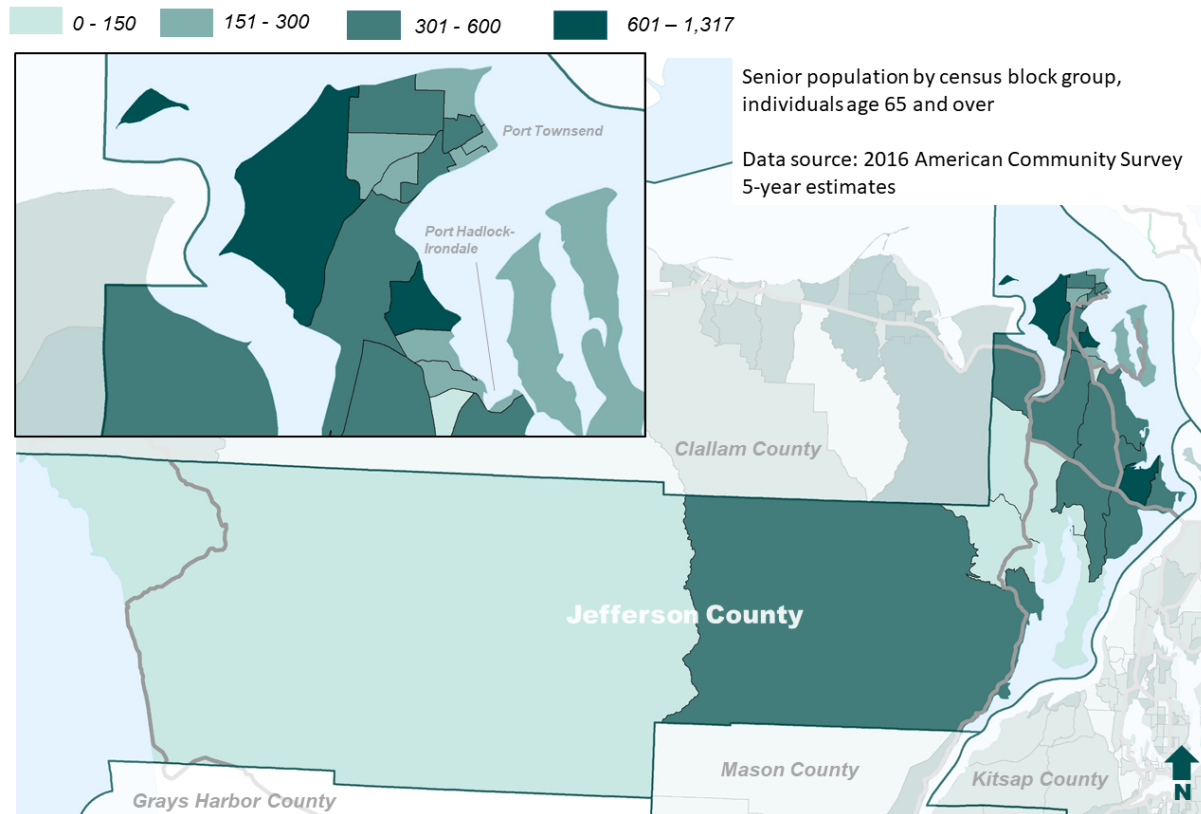 0 - 150
151 - 300
301 - 600
601 – 1,317
Senior population by census block group,
individuals age 65 and over
Data source: 2016 American Community Survey
5-year estimates
Port Townsend
Port Hadlock-
Irondale
Clallam County
Jefferson County
Mason County
Kitsap County
Grays Harbor County
N